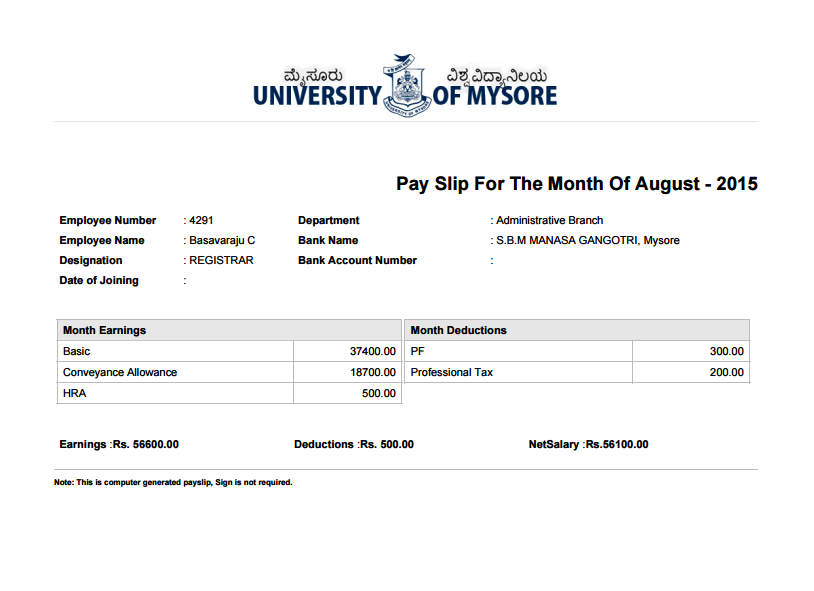 ಮೈಸೂರು ವಿಶ್ವವಿದ್ಯಾನಿಲಯ
UNIVERSITY OF MYSORE
Pay Slip For The Month Of August - 2015
Employee Number : 4291 Department : Administrative Branch
Employee Name : Basavaraju C Bank Name : S.B.M MANASA GANGOTRI, Mysore
Designation : REGISTRAR Bank Account Number :
Date of Joining :
Month Earnings Month Deductions
Basic 37400.00 PF 300.00
Conveyance Allowance 18700.00 Professional Tax 200.00
HRA 500.00
Earnings :Rs. 56600.00 Deductions :Rs. 500.00 NetSalary :Rs.56100.00
Note: This is computer generated payslip, Sign is not required.